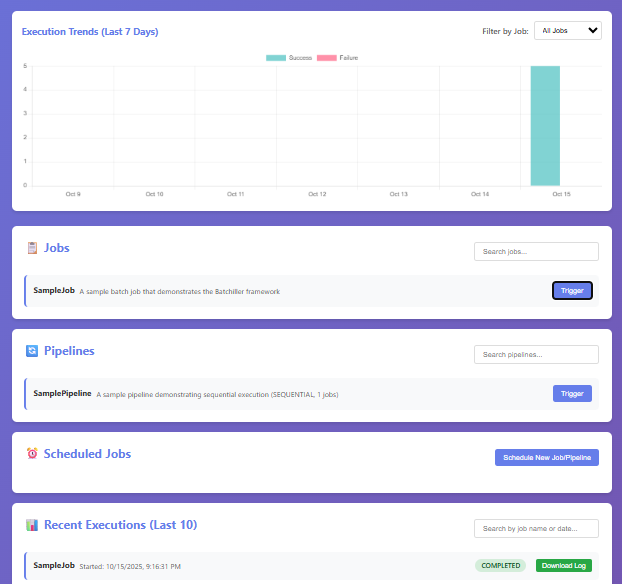 Execution Trends (Last 7 Days)
Filter by Job: All Jobs
Success Failure
5
4
3
2
1
0
Oct 9 Oct 10 Oct 11 Oct 12 Oct 13 Oct 14 Oct 15
Jobs
Search jobs...
SampleJob A sample batch job that demonstrates the Batchiller framework
Trigger
Pipelines
Search pipelines...
SamplePipeline A sample pipeline demonstrating sequential execution (SEQUENTIAL, 1 jobs)
Trigger
Scheduled Jobs
Schedule New Job/Pipeline
Recent Executions (Last 10)
Search by job name or date...
SampleJob Started: 10/15/2025, 9:16:31 PM
COMPLETED Download Log